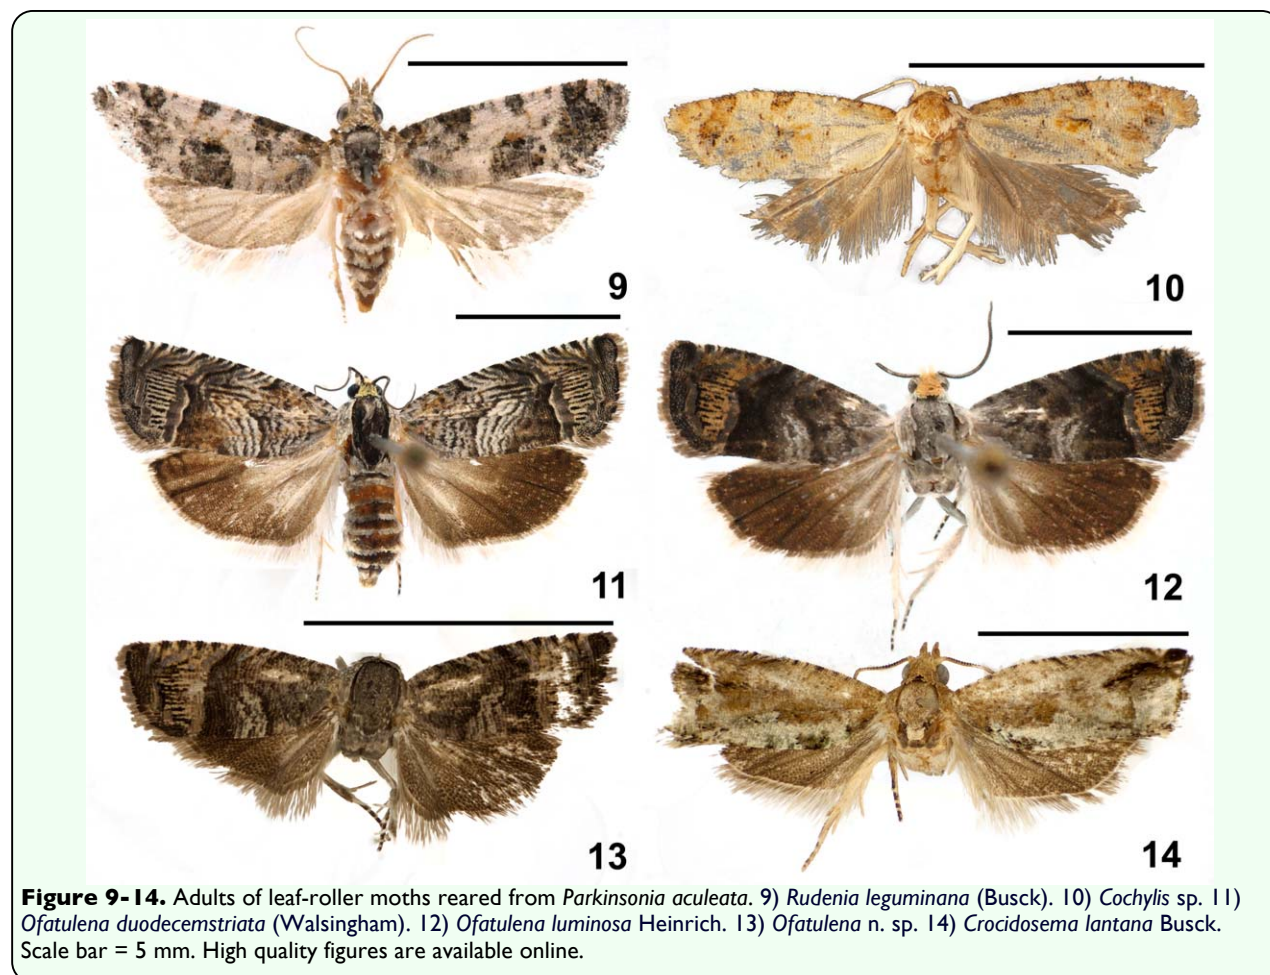 9
10
11
12
13
14
Figure 9-14. Adults of leaf-roller moths reared from Parkinsonia aculeata. 9) Rudenia leguminana (Busck). 10) Cochylis sp. 11)
Ofatulena duodecemstriata (Walsingham). 12) Ofatulena luminosa Heinrich. 13) Ofatulena n. sp. 14) Crocidosema lantana Busck.
Scale bar = 5 mm. High quality figures are available online.